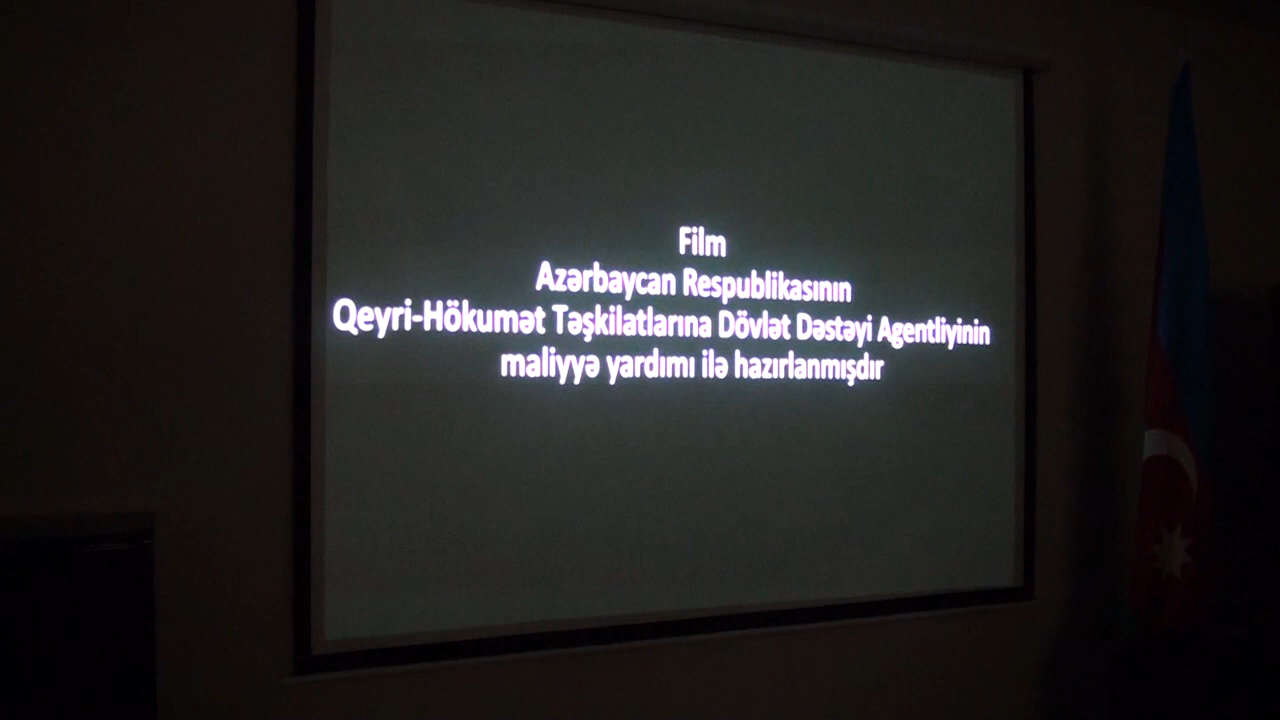 Film
Azərbaycan Respublikasının
Qeyri-Hökumət Təşkilatlarına Dövlət Dəstəyi Agentliyinin
maliyyə yardımı ilə hazırlanmışdır